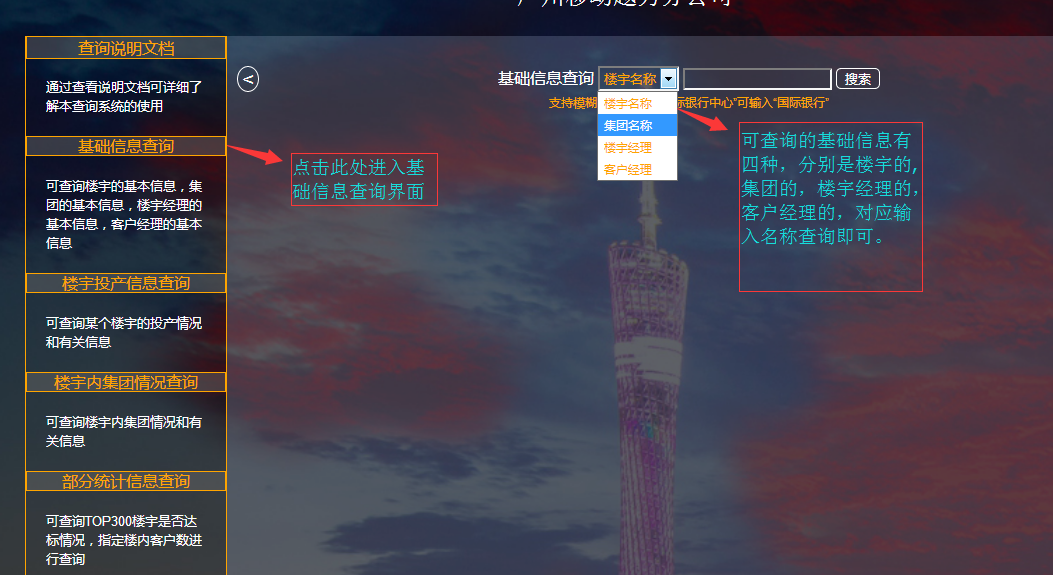 广州移动越秀分公司
查询说明文档
通过查看说明文档可详细了
解本查询系统的使用
基础信息查询
可查询楼宇的基本信息，集
团的基本信息，楼宇经理的
基本信息，客户经理的基本
信息
楼宇投产信息查询
可查询某个楼宇的投产情况
和有关信息
楼宇内集团情况查询
可查询楼宇内集团情况和有
关信息
部分统计信息查询
可查询TOP300楼宇是否达
标情况，指定楼内客户数进
行查询
<
基础信息查询 楼宇名称 搜索
支持模糊 际银行中心”可输入“国际银行”
楼宇名称
集团名称
楼宇经理
客户经理
点击此处进入基
础信息查询界面
可查询的基础信息有
四种，分别是楼宇的，
集团的，楼宇经理的，
客户经理的，对应输
入名称查询即可。